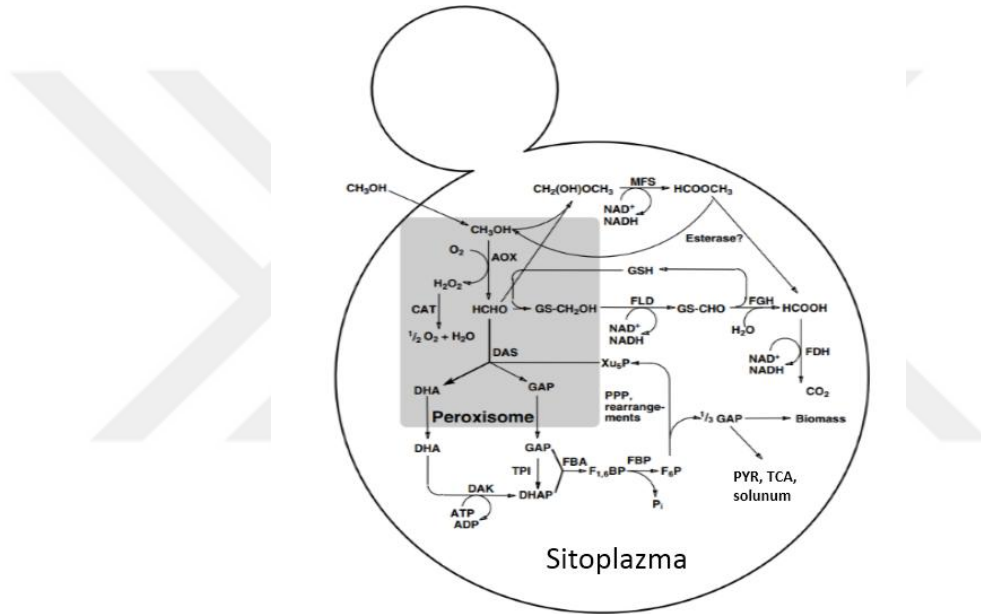 CH₃OH
CH₂(OH)OCH₃
MFS
HCOOCH₃
NAD⁺
NADH
CH₃OH
Esterase?
O₂
AOX
GSH
H₂O₂
CAT
HCHO
GS-CH₂OH
FLD
GS-CHO
FGH
HCOOH
½ O₂ + H₂O
NAD⁺
NADH
H₂O
NAD⁺
NADH
FDH
DAS
Xu₅P
CO₂
DHA
GAP
Peroxisome
PPP,
rearrange-
ments
⅓ GAP
Biomass
DHA
GAP
TPI
FBA
F₁,₆BP
FBP
F₆P
PYR, TCA,
solunum
DAK
DHAP
Pᵢ
ATP
ADP
Sitoplazma